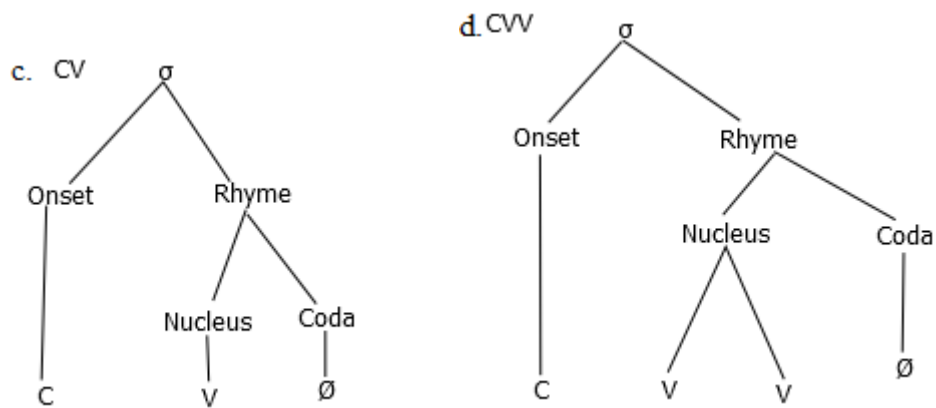 c. CV
σ
Onset
Rhyme
Nucleus
Coda
C
V
Ø
d. CVV
σ
Onset
Rhyme
Nucleus
Coda
C
V
V
Ø